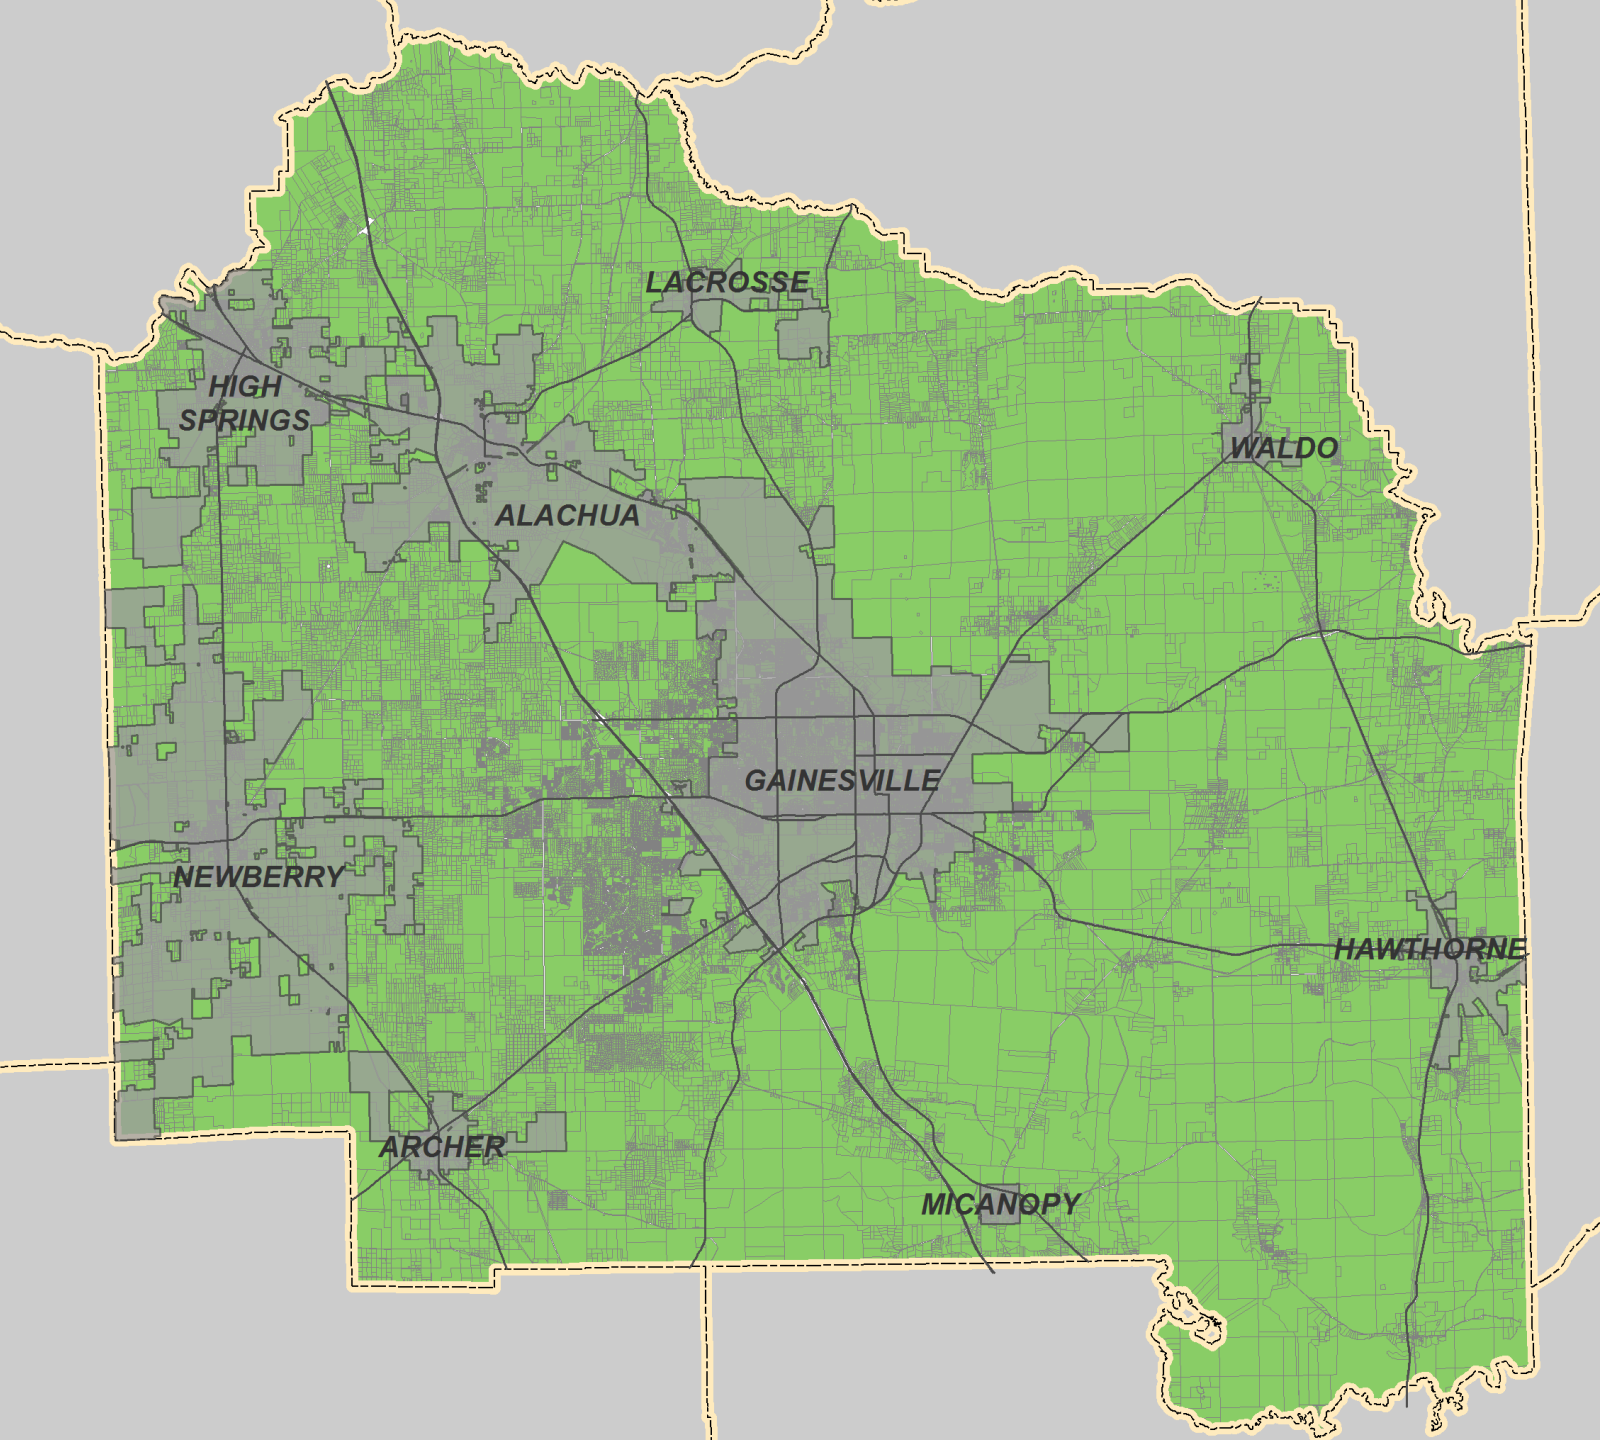 LACROSSE
HIGH
SPRINGS
WALDO
ALACHUA
GAINESVILLE
NEWBERRY
HAWTHORNE
ARCHER
MICANOPY